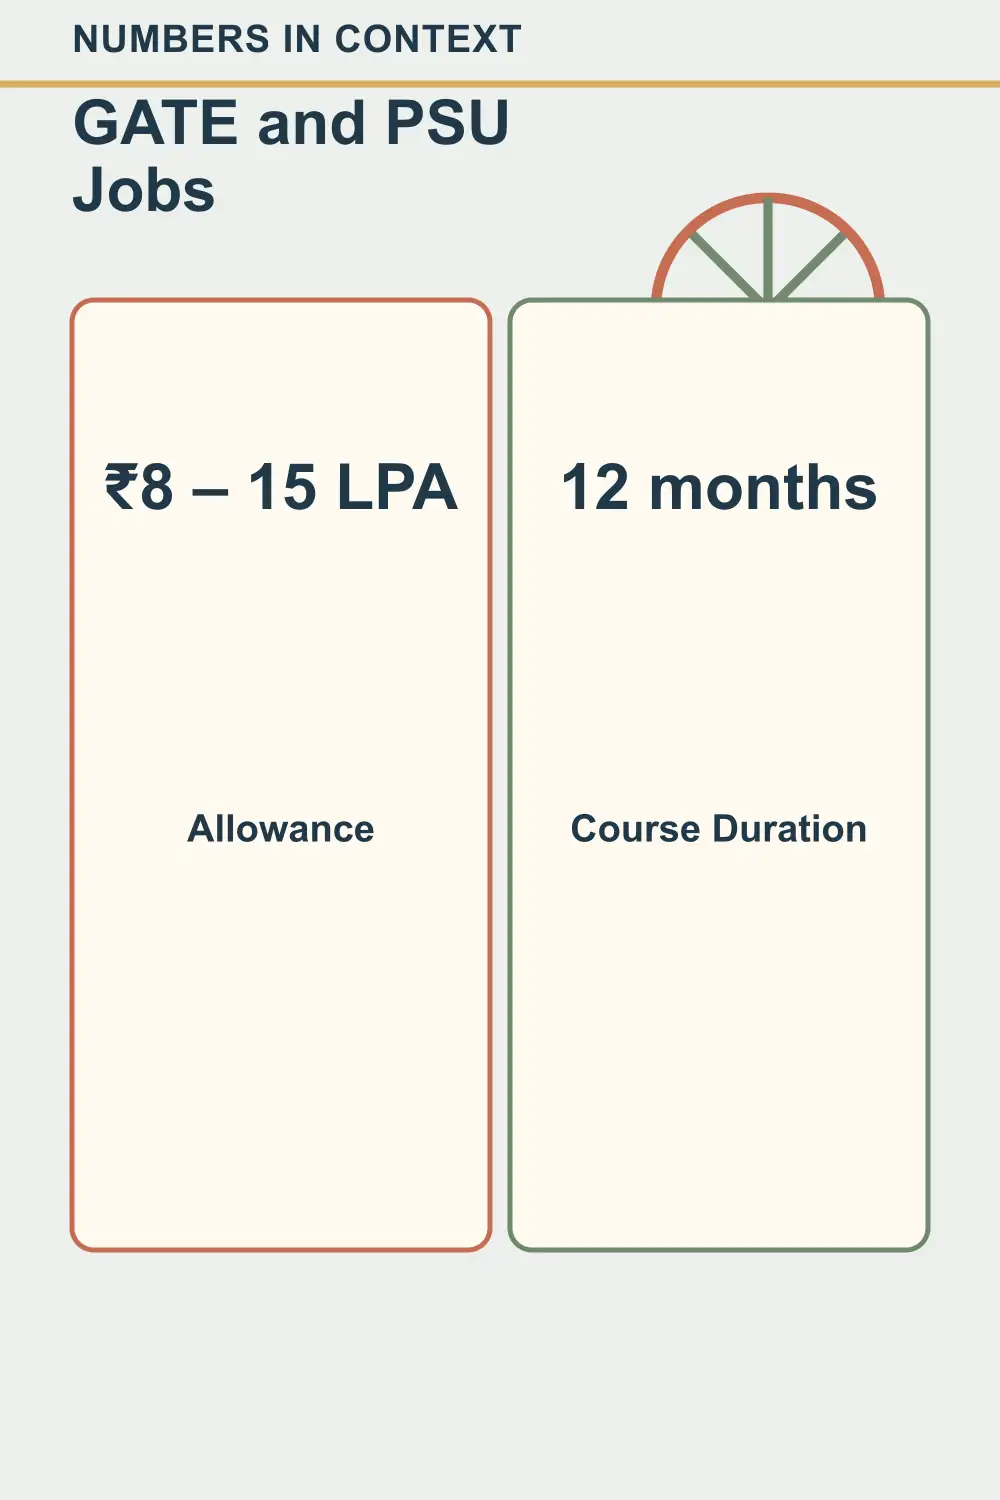 NUMBERS IN CONTEXT
GATE and PSU
Jobs
₹8 – 15 LPA
Allowance
12 months
Course Duration